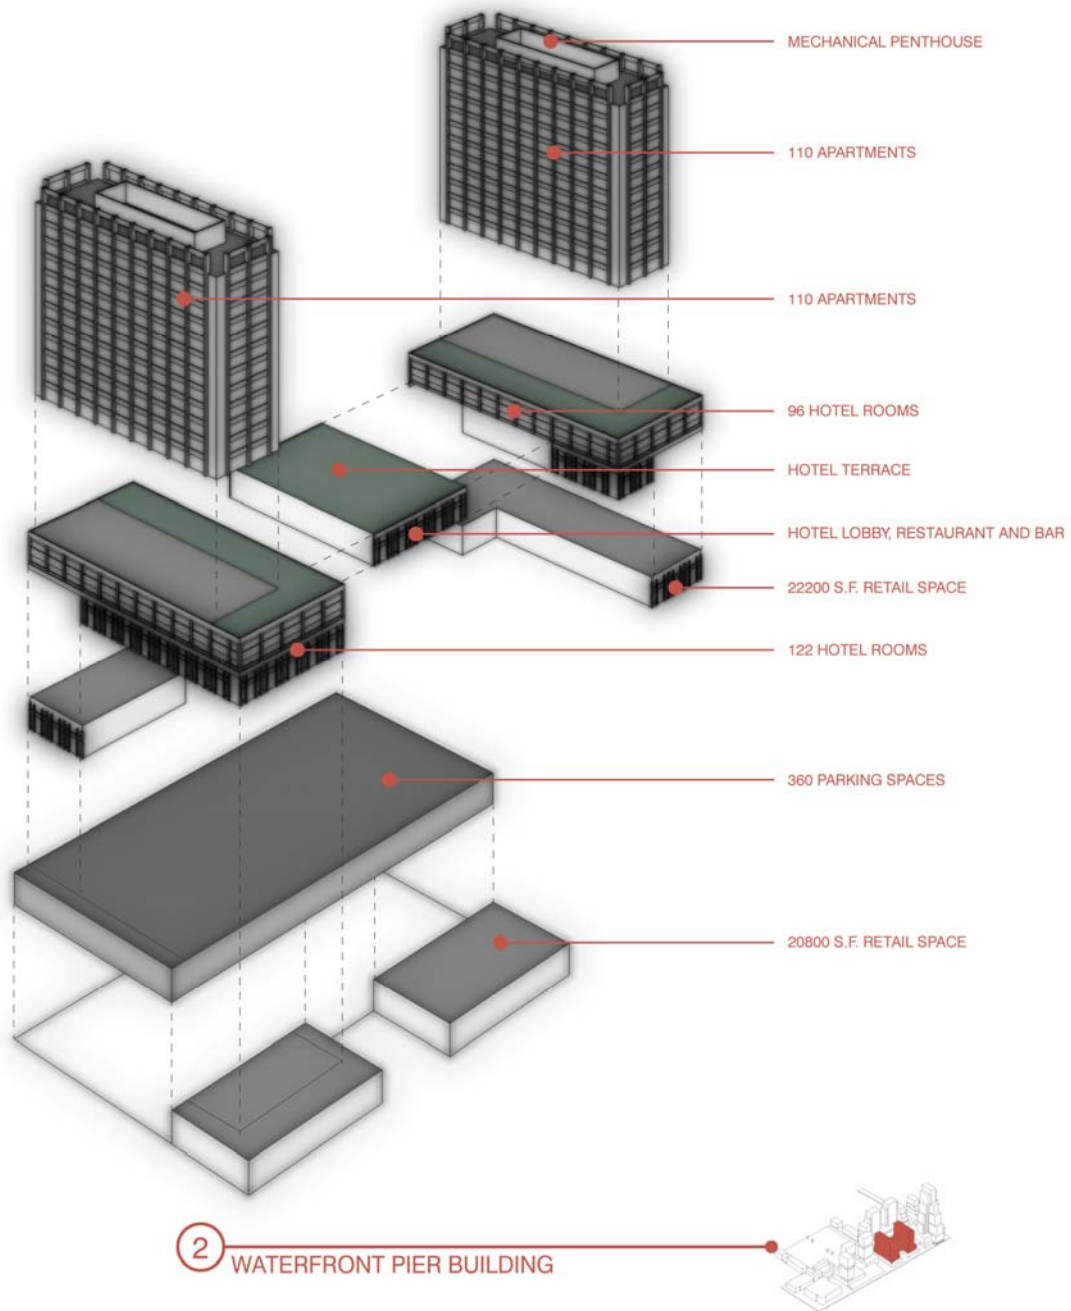 MECHANICAL PENTHOUSE
110 APARTMENTS
110 APARTMENTS
96 HOTEL ROOMS
HOTEL TERRACE
HOTEL LOBBY, RESTAURANT AND BAR
22200 S.F. RETAIL SPACE
122 HOTEL ROOMS
360 PARKING SPACES
20800 S.F. RETAIL SPACE
2
WATERFRONT PIER BUILDING